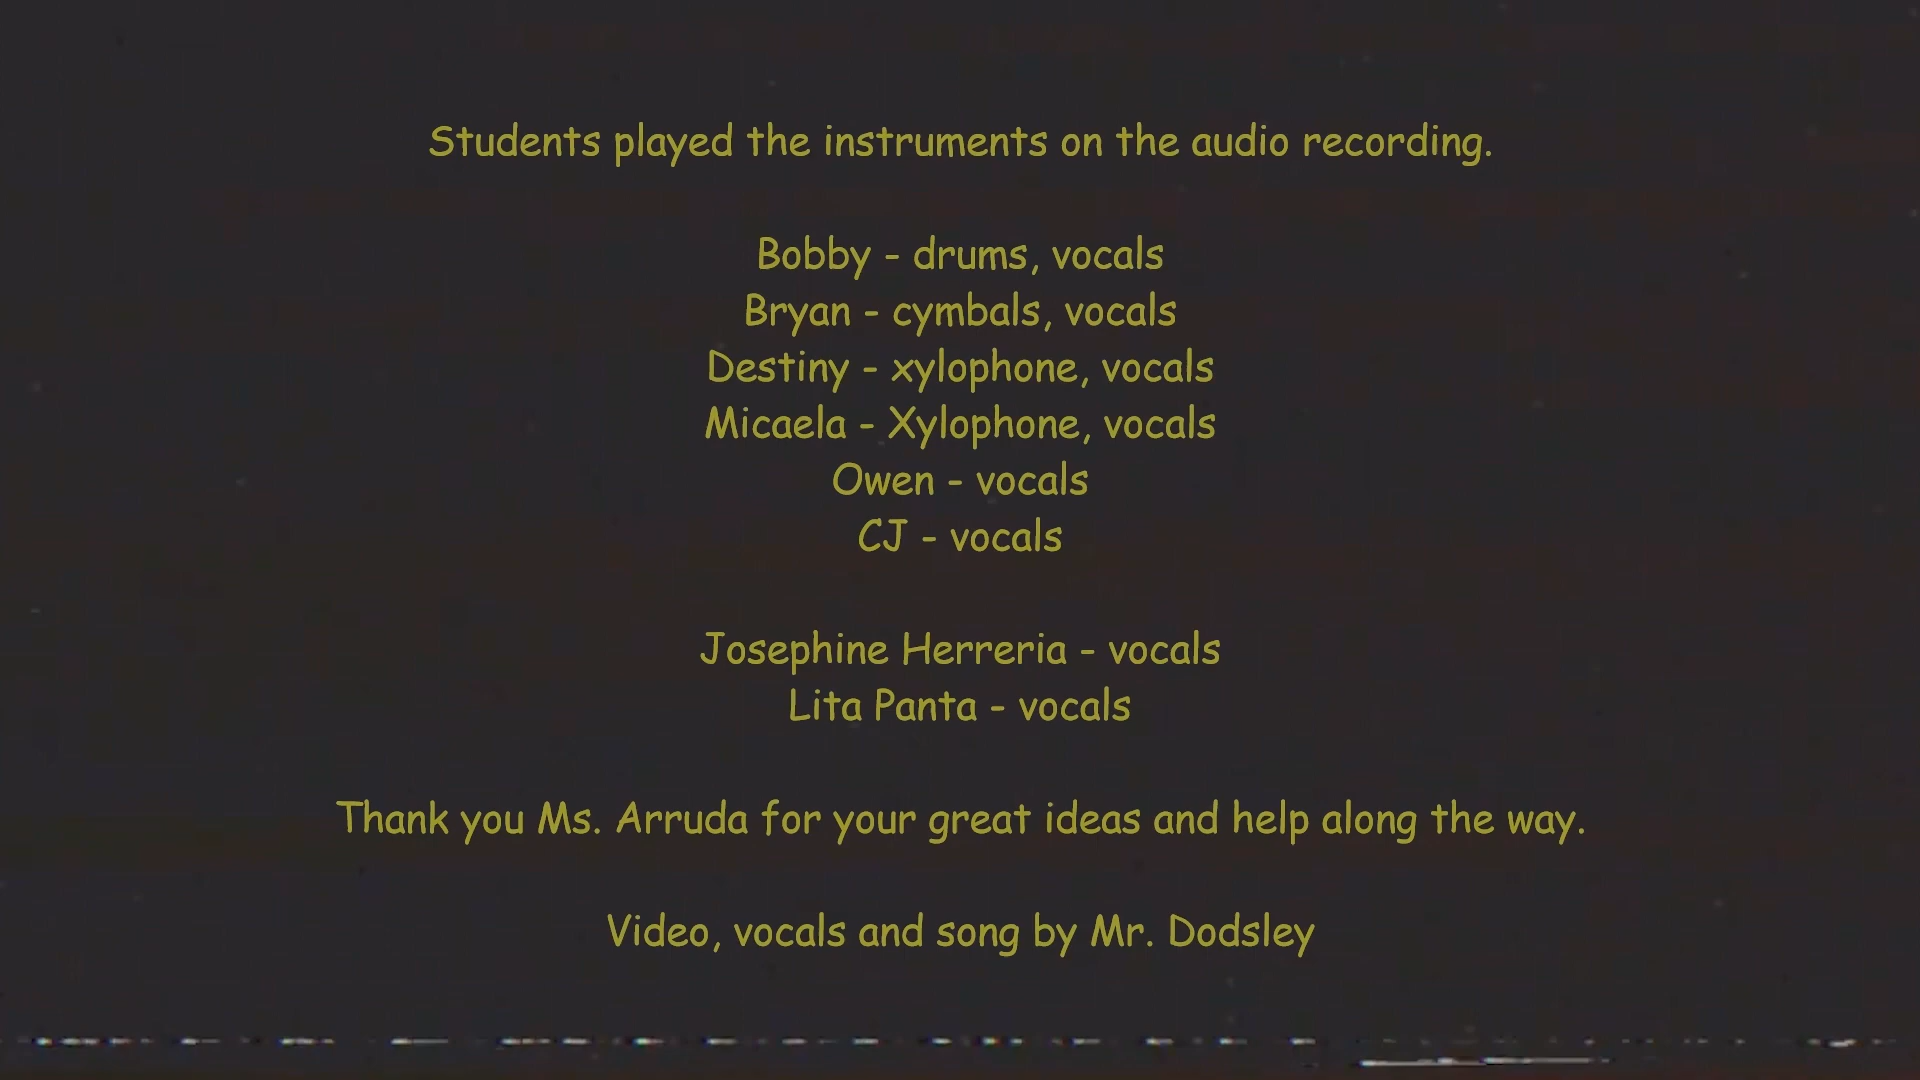 Students played the instruments on the audio recording.
Bobby - drums, vocals
Bryan - cymbals, vocals
Destiny - xylophone, vocals
Micaela - Xylophone, vocals
Owen - vocals
CJ - vocals
Josephine Herreria - vocals
Lita Panta - vocals
Thank you Ms. Arruda for your great ideas and help along the way.
Video, vocals and song by Mr. Dodsley